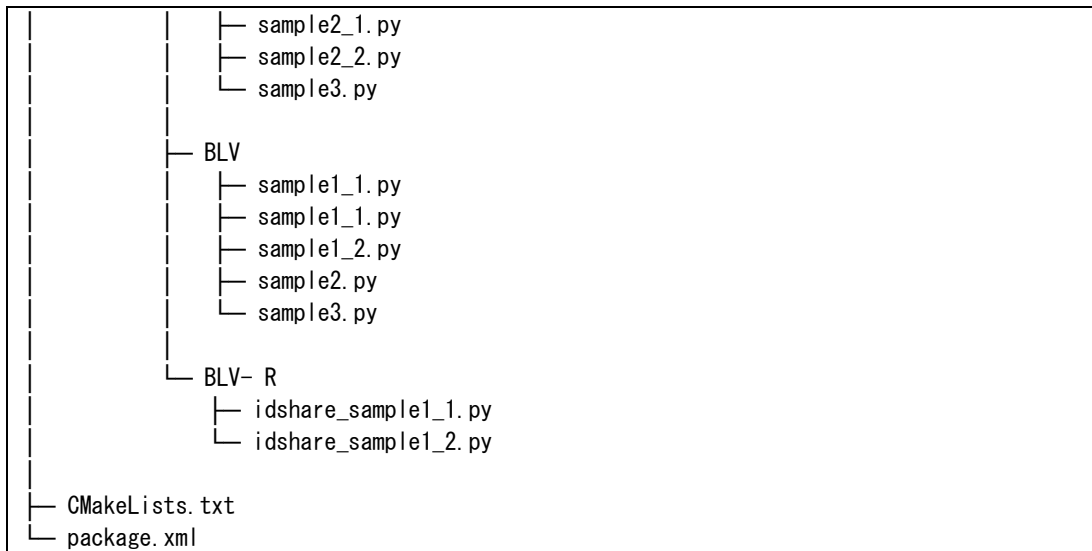 │ │ ├── sample2_1.py
│ │ ├── sample2_2.py
│ │ └── sample3.py
│ │
│ ├── BLV
│ │ ├── sample1_1.py
│ │ ├── sample1_1.py
│ │ ├── sample1_2.py
│ │ ├── sample2.py
│ │ └── sample3.py
│ │
│ └── BLV- R
│ ├── idshare_sample1_1.py
│ └── idshare_sample1_2.py
│
├── CMakeLists.txt
└── package.xml